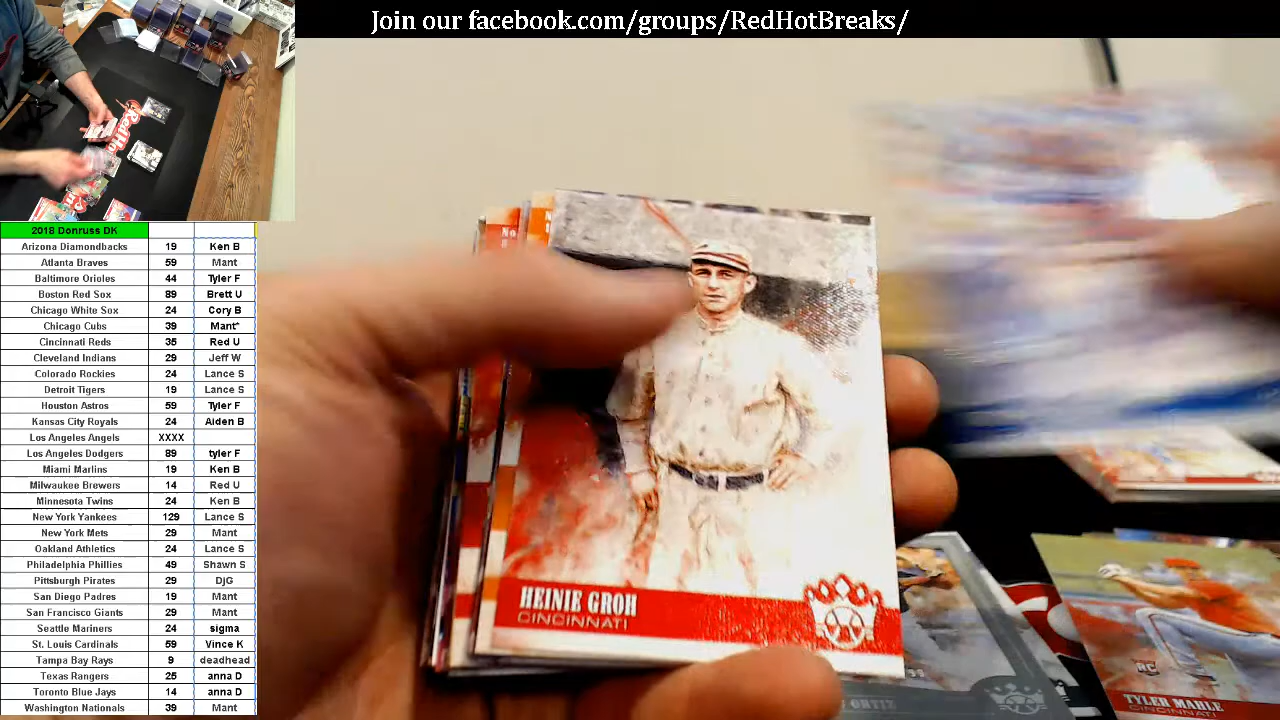 Join our facebook.com/groups/RedHotBreaks/
2018 Donruss DK
Arizona Diamondbacks 19 Ken B
Atlanta Braves 59 Mant
Baltimore Orioles 44 Tyler F
Boston Red Sox 89 Brett U
Chicago White Sox 24 Cory B
Chicago Cubs 39 Mant*
Cincinnati Reds 35 Red U
Cleveland Indians 29 Jeff W
Colorado Rockies 24 Lance S
Detroit Tigers 19 Lance S
Houston Astros 59 Tyler F
Kansas City Royals 24 Aiden B
Los Angeles Angels XXXX
Los Angeles Dodgers 89 tyler F
Miami Marlins 19 Ken B
Milwaukee Brewers 14 Red U
Minnesota Twins 24 Ken B
New York Yankees 129 Lance S
New York Mets 29 Mant
Oakland Athletics 24 Lance S
Philadelphia Phillies 49 Shawn S
Pittsburgh Pirates 29 DjG
San Diego Padres 19 Mant
San Francisco Giants 29 Mant
Seattle Mariners 24 sigma
St. Louis Cardinals 59 Vince K
Tampa Bay Rays 9 deadhead
Texas Rangers 25 anna D
Toronto Blue Jays 14 anna D
Washington Nationals 39 Mant
HEINIE GROH
CINCINNATI
ORTIZ
RC
TYLER MAHLE
CINCINNATI